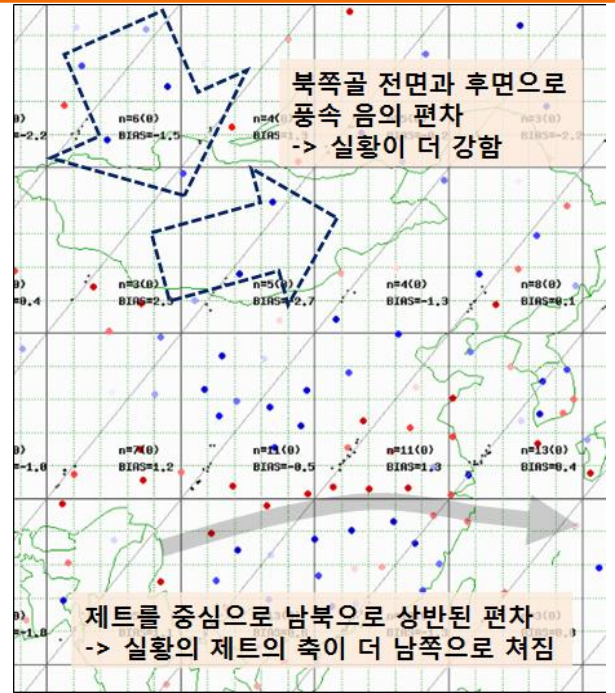 북쪽골 전면과 후면으로
풍속 음의 편차
-> 실황이 더 강함
n=6(0)
BIAS=-1.5
n=4(
BIAS
=-2.2
n=3(0)
n=5(0)
n=4(0)
BIAS=-1.3
n=8(0)
BIAS=0.1
0.4
n=11(0)
BIAS=-0.5
n=11(0)
BIAS=1.3
n=13(0)
BIAS=0.4
=-1.0
BIAS=1.2
제트를 중심으로 남북으로 상반된 편차
-> 실황의 제트의 축이 더 남쪽으로 쳐짐
=-1.8